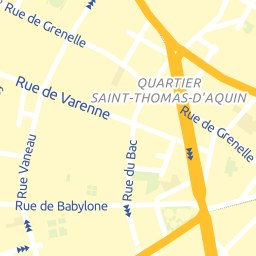 Rue de Grenelle
Rue de Varenne
QUARTIER
SAINT-THOMAS-D'AQUIN
Rue de Grenelle
Rue Vaneau
Rue du Bac
Rue de Babylone